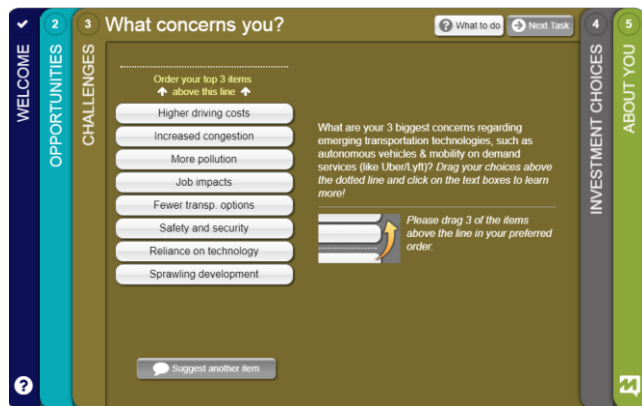 WELCOME
2
OPPORTUNITIES
3
CHALLENGES
What concerns you?
? What to do
Next Task
Order your top 3 items
above this line
Higher driving costs
Increased congestion
More pollution
Job impacts
Fewer transp. options
Safety and security
Reliance on technology
Sprawling development
Suggest another item
What are your 3 biggest concerns regarding
emerging transportation technologies, such as
autonomous vehicles & mobility on demand
services (like Uber/Lyft)? Drag your choices above
the dotted line and click on the text boxes to learn
more!
Please drag 3 of the items
above the line in your preferred
order.
4
INVESTMENT CHOICES
5
ABOUT YOU
?